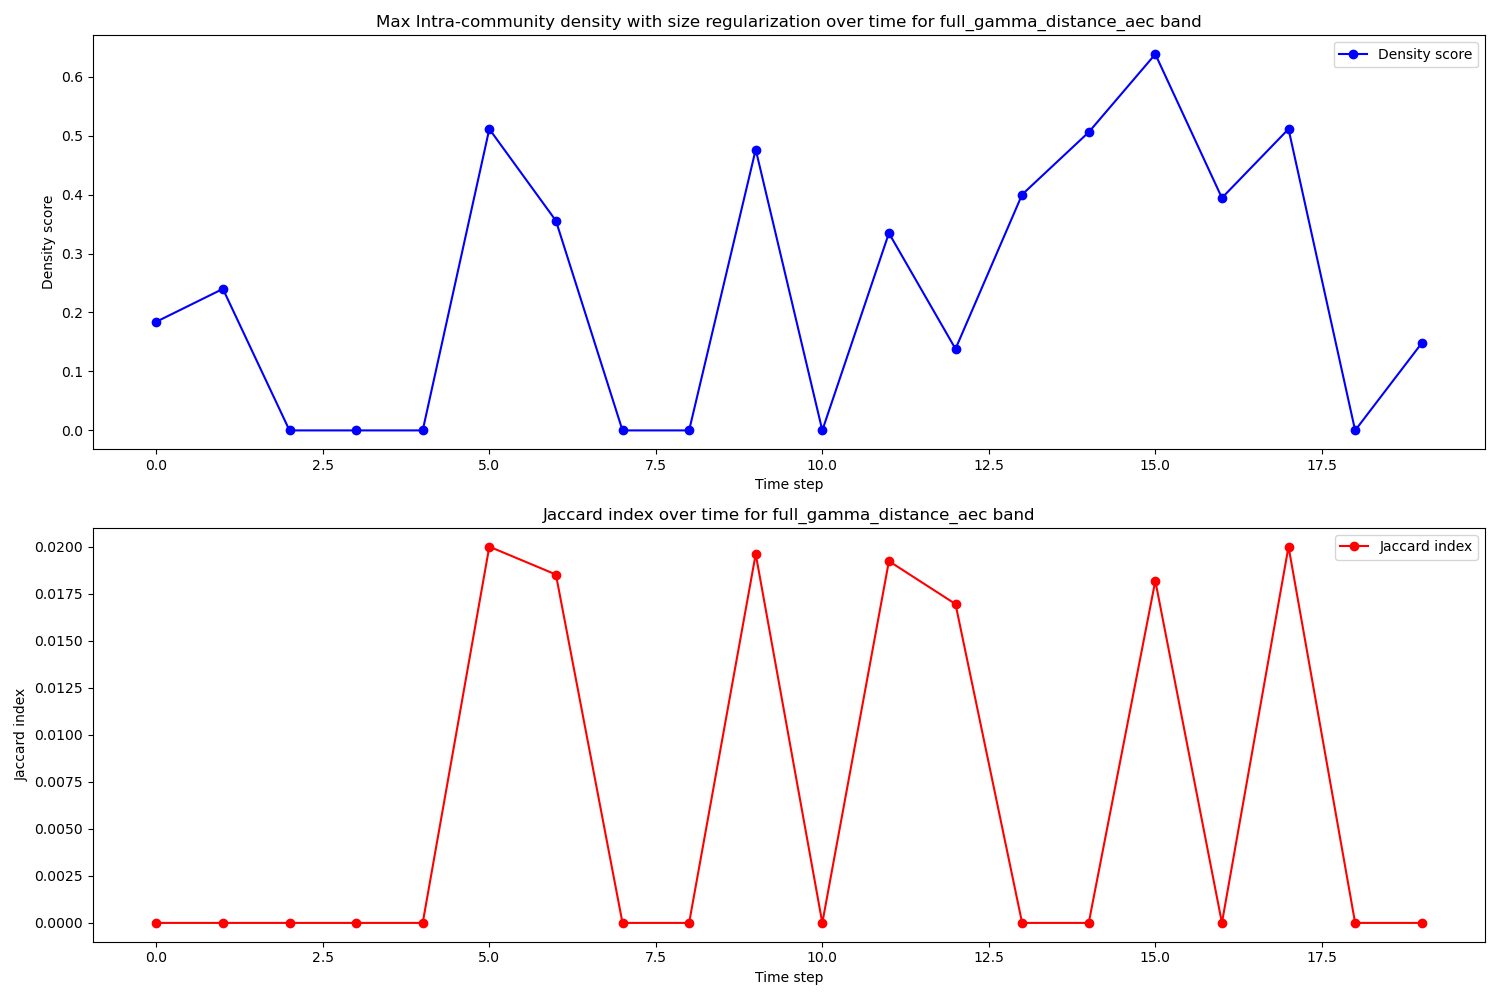 Max Intra-community density with size regularization over time for full_gamma_distance_aec band
Density score
0.6
0.5
0.4
0.3
0.2
0.1
0.0
Density score
0.0 2.5 5.0 7.5 10.0 12.5 15.0 17.5
Time step
Jaccard index over time for full_gamma_distance_aec band
Jaccard index
0.0200
0.0175
0.0150
0.0125
0.0100
0.0075
0.0050
0.0025
0.0000
Jaccard index
0.0 2.5 5.0 7.5 10.0 12.5 15.0 17.5
Time step